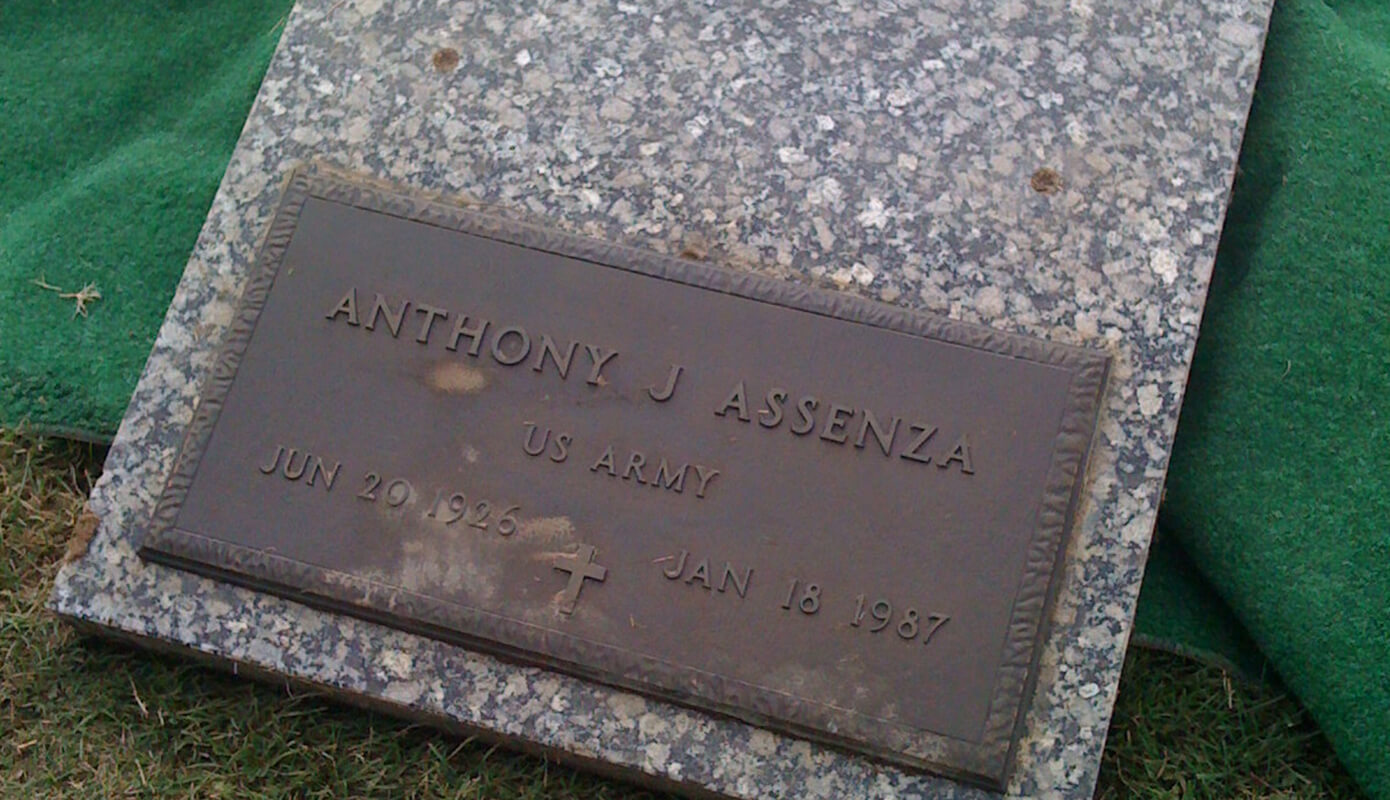 ANTHONY J ASSENZA
US ARMY
JUN 20 1926 JAN 18 1987